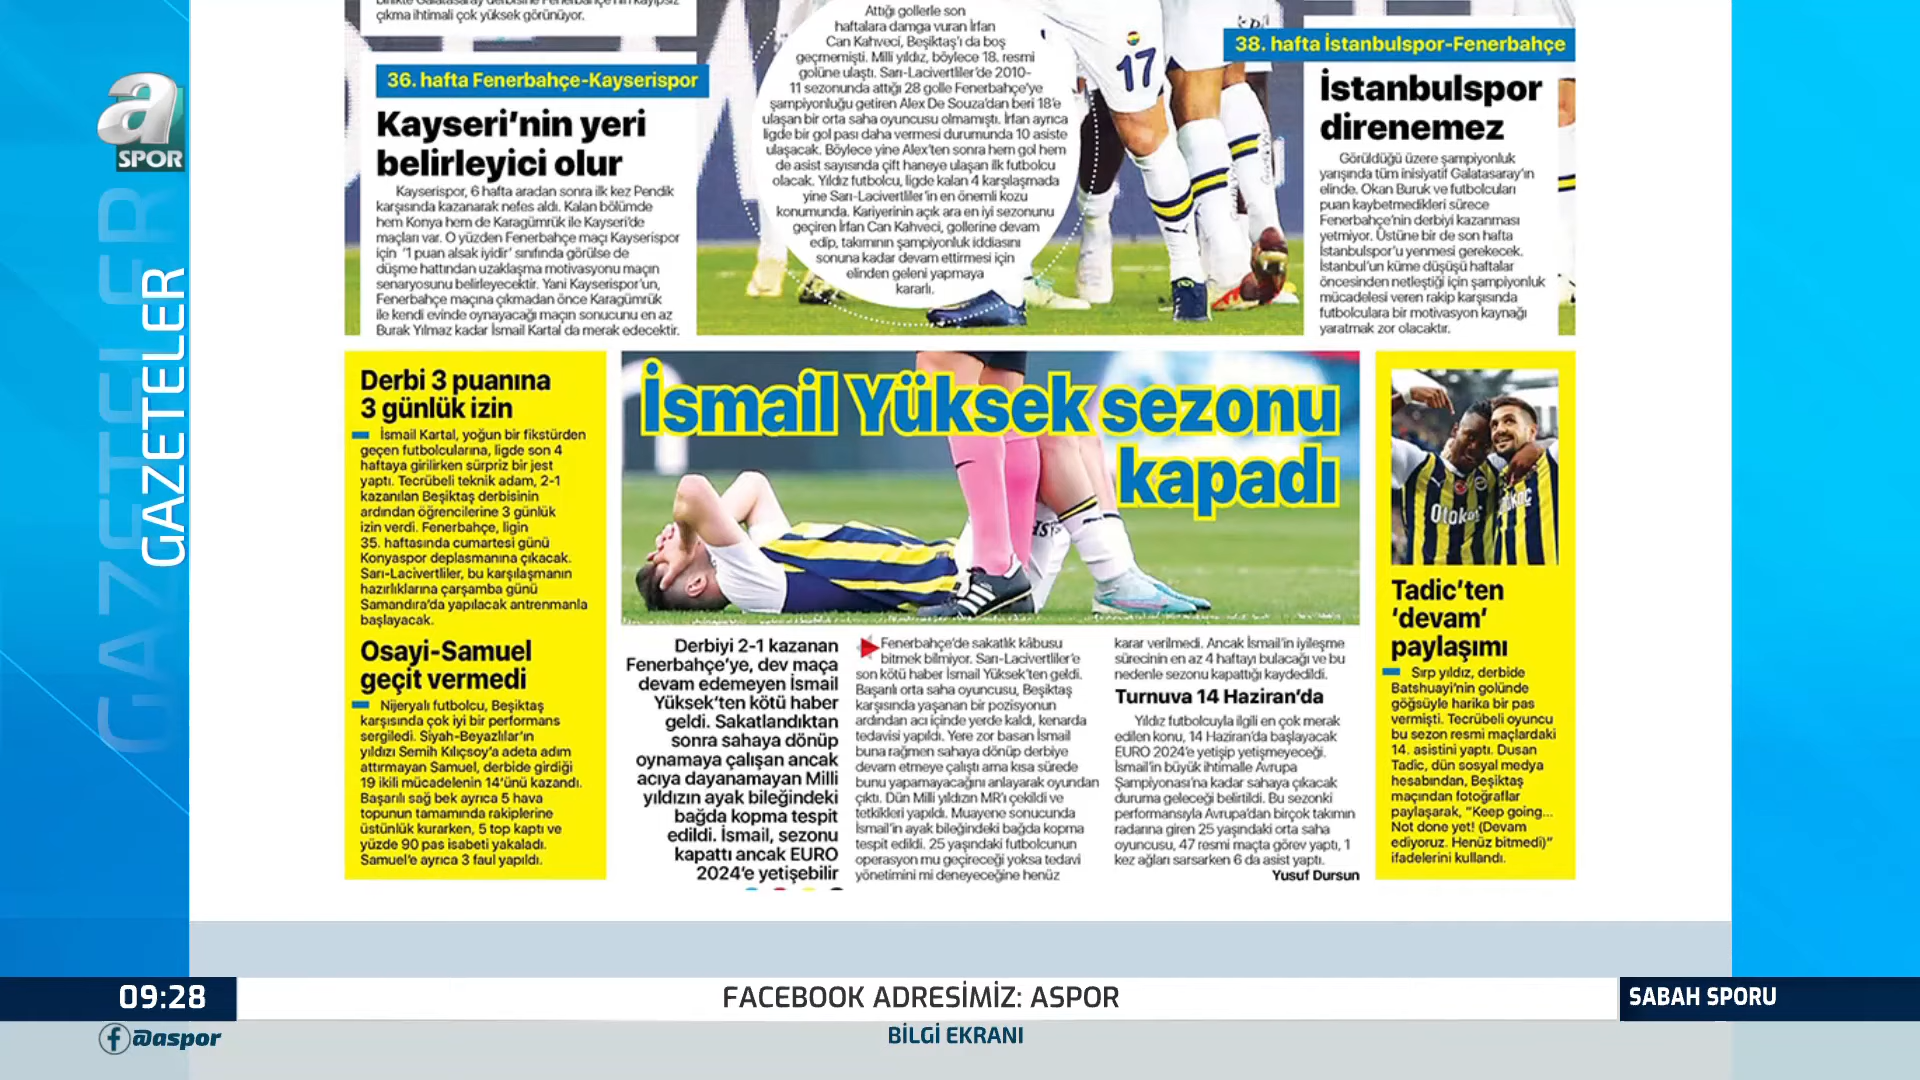 a
SPOR
GAZETELER
GAZETELER
çıkma ihtimali çok yüksek görünüyor.
36. hafta Fenerbahçe-Kayserispor
Kayseri’nin yeri
belirleyici olur
Kayserispor, 6 hafta aradan sonra ilk kez Pendik
karşısında kazanarak nefes aldı. Kalan bölümde
hem Konya hem de Karagümrük ile Kayseri’de
maçları var. O yüzden Fenerbahçe maçı Kayserispor
için ‘1 puan alsak iyidir’ sınıfında görülse de
düşme hattından uzaklaşma motivasyonu maçın
senaryosunu belirleyecektir. Yani Kayserispor’un,
Fenerbahçe maçına çıkmadan önce Karagümrük
ile kendi evinde oynayacağı maçın sonucunu en az
Burak Yılmaz kadar İsmail Kartal da merak edecektir.
Attığı gollerle son
haftalara damga vuran İrfan
Can Kahveci, Beşiktaş’ı da boş
geçmemişti. Milli yıldız, böylece 18. resmi
golüne ulaştı. Sarı-Lacivertliler’de 2010-
11 sezonunda attığı 28 golle Fenerbahçe’ye
şampiyonluğu getiren Alex De Souza’dan beri 18’e
ulaşan bir orta saha oyuncusu olmamıştı. İrfan ayrıca
ligde bir gol pası daha vermesi durumunda 10 asiste
ulaşacak. Böylece yine Alex’ten sonra hem gol hem
de asist sayısında çift haneye ulaşan ilk futbolcu
olacak. Yıldız futbolcu, ligde kalan 4 karşılaşmada
yine Sarı-Lacivertliler’in en önemli kozu
konumunda. Kariyerinin açık ara en iyi sezonunu
geçiren İrfan Can Kahveci, gollerine devam
edip, takımının şampiyonluk iddiasını
sonuna kadar devam ettirmesi için
elinden geleni yapmaya
kararlı.
17
38. hafta İstanbulspor-Fenerbahçe
İstanbulspor
direnemez
Görüldüğü üzere şampiyonluk
yarışında tüm inisiyatif Galatasaray’ın
elinde. Okan Buruk ve futbolcuları
puan kaybetmedikleri sürece
Fenerbahçe’nin derbiyi kazanması
yetmiyor. Üstüne bir de son hafta
İstanbulspor’u yenmesi gerekecek.
İstanbul’un küme düşüşü haftalar
öncesinden netleştiği için şampiyonluk
mücadelesi veren rakip karşısında
futbolculara bir motivasyon kaynağı
yaratmak zor olacaktır.
Derbi 3 puanına
3 günlük izin
İsmail Kartal, yoğun bir fikstürden
geçen futbolcularına, ligde son 4
haftaya girilirken sürpriz bir jest
yaptı. Tecrübeli teknik adam, 2-1
kazanılan Beşiktaş derbisinin
ardından öğrencilerine 3 günlük
izin verdi. Fenerbahçe, ligin
35. haftasında cumartesi günü
Konyaspor deplasmanına çıkacak.
Sarı-Lacivertliler, bu karşılaşmanın
hazırlıklarına çarşamba günü
Samandıra’da yapılacak antrenmanla
başlayacak.
Osayi-Samuel
geçit vermedi
Nijeryalı futbolcu, Beşiktaş
karşısında çok iyi bir performans
sergiledi. Siyah-Beyazlılar’ın
yıldızı Semih Kılıçsoy’a adeta adım
attırmayan Samuel, derbide girdiği
19 ikili mücadelenin 14’ünü kazandı.
Başarılı sağ bek ayrıca 5 hava
topunun tamamında rakiplerine
üstünlük kurarken, 5 top kaptı ve
yüzde 90 pas isabeti yakaladı.
Samuel’e ayrıca 3 faul yapıldı.
İsmail Yüksek sezonu
kapadı
Derbiyi 2-1 kazanan
Fenerbahçe’ye, dev maça
devam edemeyen İsmail
Yüksek’ten kötü haber
geldi. Sakatlandıktan
sonra sahaya dönüp
oynamaya çalışan ancak
acıya dayanamayan Milli
yıldızın ayak bileğindeki
bağda kopma tespit
edildi. İsmail, sezonu
kapattı ancak EURO
2024’e yetişebilir
Fenerbahçe’de sakatlık kâbusu
bitmek bilmiyor. Sarı-Lacivertliler’e
son kötü haber İsmail Yüksek’ten geldi.
Başarılı orta saha oyuncusu, Beşiktaş
karşısında yaşanan bir pozisyonun
ardından acı içinde yerde kaldı, kenarda
tedavisi yapıldı. Yere zor basan İsmail
buna rağmen sahaya dönüp derbiye
devam etmeye çalıştı ama kısa sürede
bunu yapamayacağını anlayarak oyundan
çıktı. Dün Milli yıldızın MR’ı çekildi ve
tetkikleri yapıldı. Muayene sonucunda
İsmail’in ayak bileğindeki bağda kopma
tespit edildi. 25 yaşındaki futbolcunun
operasyon mu geçireceği yoksa tedavi
yönetimini mi deneyeceğine henüz
karar verilmedi. Ancak İsmail’in iyileşme
sürecinin en az 4 haftayı bulacağı ve bu
nedenle sezonu kapattığı kaydedildi.
Turnuva 14 Haziran’da
Yıldız futbolcuyla ilgili en çok merak
edilen konu, 14 Haziran’da başlayacak
EURO 2024’e yetişip yetişmeyeceği.
İsmail’in büyük ihtimalle Avrupa
Şampiyonası’na kadar sahaya çıkacak
duruma geleceği belirtildi. Bu sezonki
performansıyla Avrupa’dan birçok takımın
radarına giren 25 yaşındaki orta saha
oyuncusu, 47 resmi maçta görev yaptı, 1
kez ağları sarsarken 6 da asist yaptı.
Yusuf Dursun
Otokoç
Tadic’ten
‘devam’
paylaşımı
Sırp yıldız, derbide
Batshuayi’nin golünde
göğsüyle harika bir pas
vermişti. Tecrübeli oyuncu
bu sezon resmi maçlardaki
14. asistini yaptı. Dusan
Tadic, dün sosyal medya
hesabından, Beşiktaş
maçından fotoğraflar
paylaşarak, “Keep going...
Not done yet! (Devam
ediyoruz. Henüz bitmedi)”
ifadelerini kullandı.
09:28
FACEBOOK ADRESİMİZ: ASPOR
SABAH SPORU
@aspor
BİLGİ EKRANI